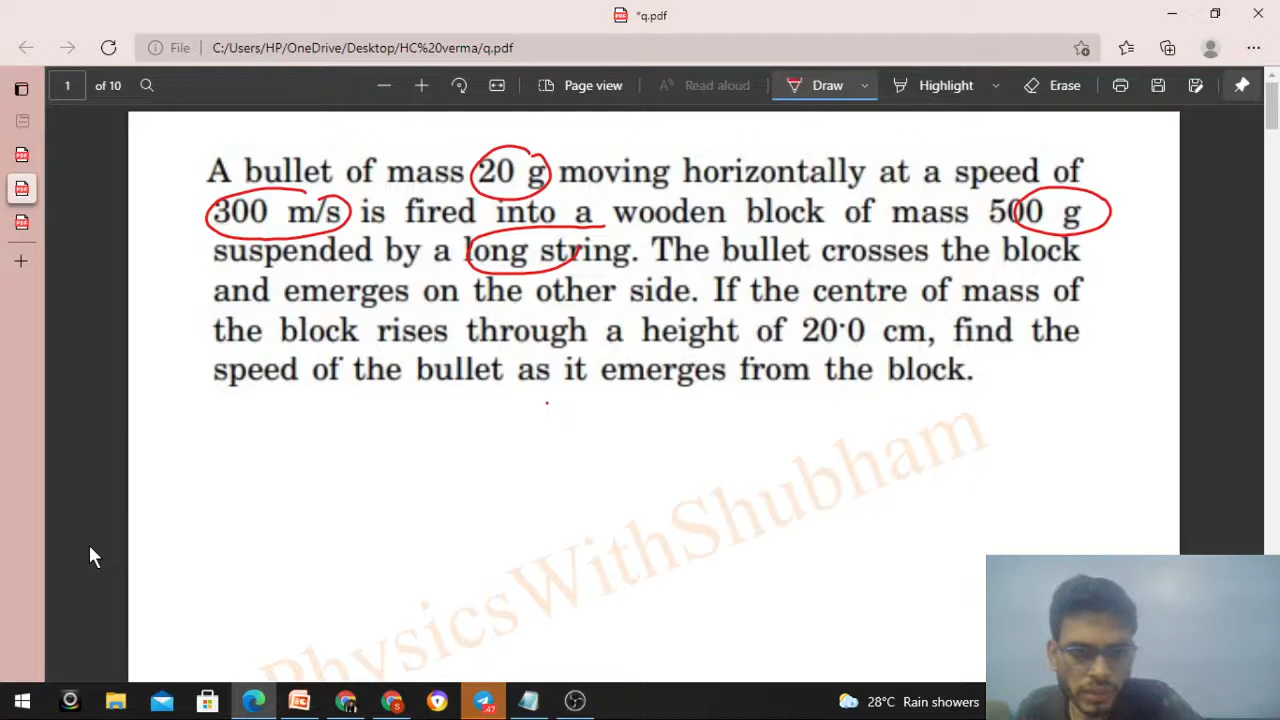 *q.pdf
File C:/Users/HP/OneDrive/Desktop/HC%20verma/q.pdf
1 of 10 Page view Read aloud Draw Highlight Erase
A bullet of mass 20 g moving horizontally at a speed of
300 m/s is fired into a wooden block of mass 500 g
suspended by a long string. The bullet crosses the block
and emerges on the other side. If the centre of mass of
the block rises through a height of 20·0 cm, find the
speed of the bullet as it emerges from the block.
PhysicsWithShubham
28°C Rain showers